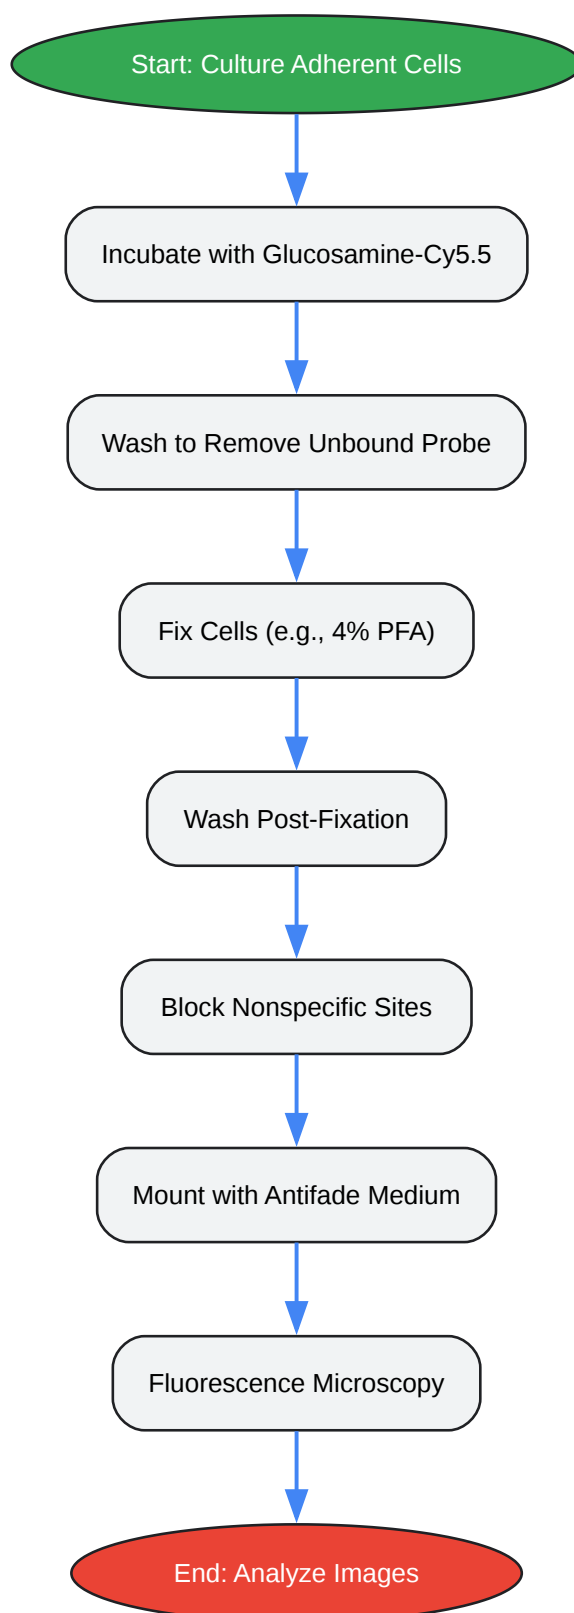 Start: Culture Adherent Cells
Incubate with Glucosamine-Cy5.5
Wash to Remove Unbound Probe
Fix Cells (e.g., 4% PFA)
Wash Post-Fixation
Block Nonspecific Sites
Mount with Antifade Medium
Fluorescence Microscopy
End: Analyze Images